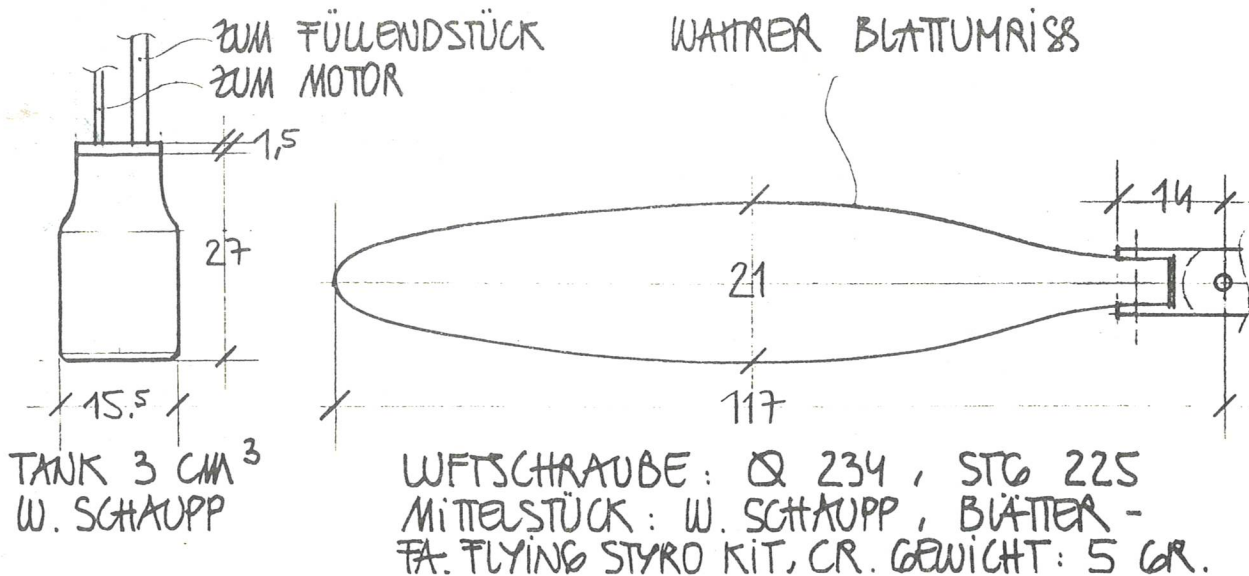 ZUM FÜLLENDSTÜCK
ZUM MOTOR
WAHRER BLATTUMRISS
1,5
14
27
21
15.5
117
TANK 3 CM³
W. SCHAUPP
LUFTSCHRAUBE: Ø 234, STG 225
MITTELSTÜCK: W. SCHAUPP, BLÄTTER -
FA. FLYING STYRO KIT, CR. GEWICHT: 5 GR.